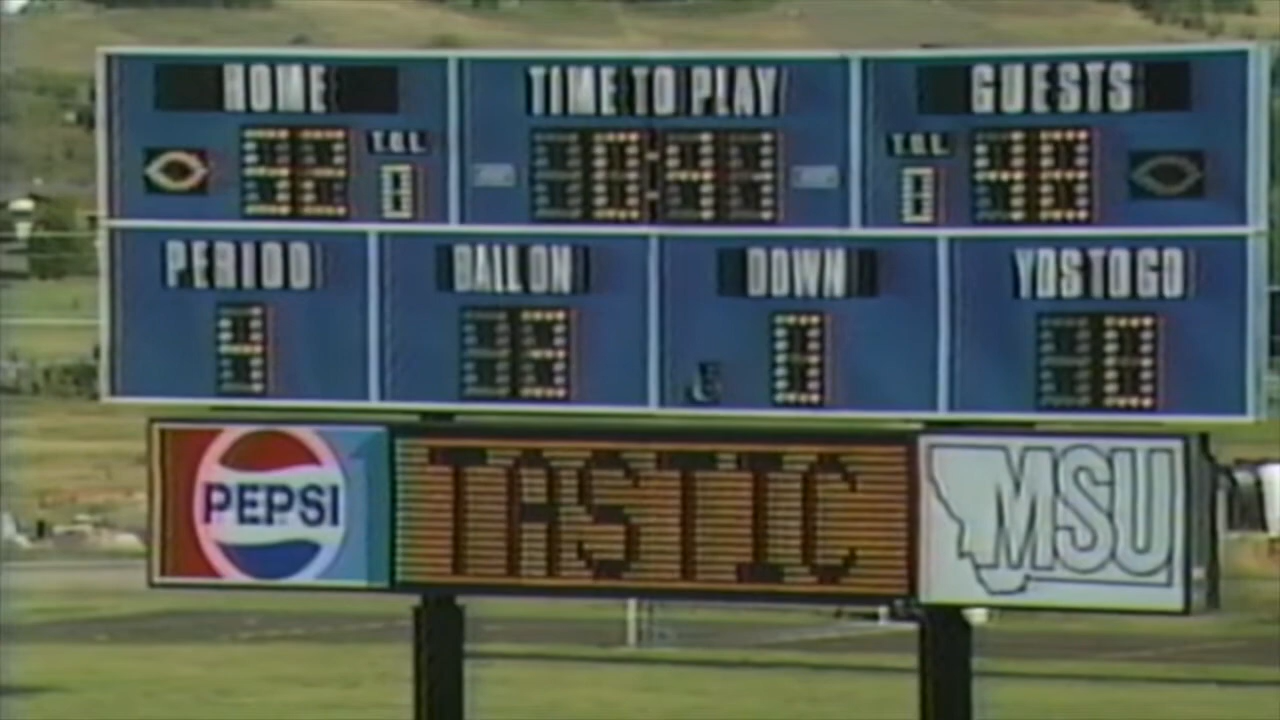 HOME TIME TO PLAY GUESTS
T.O.L. T.O.L.
PERIOD BALL ON DOWN YDS TO GO
PEPSI TASTIC MSU